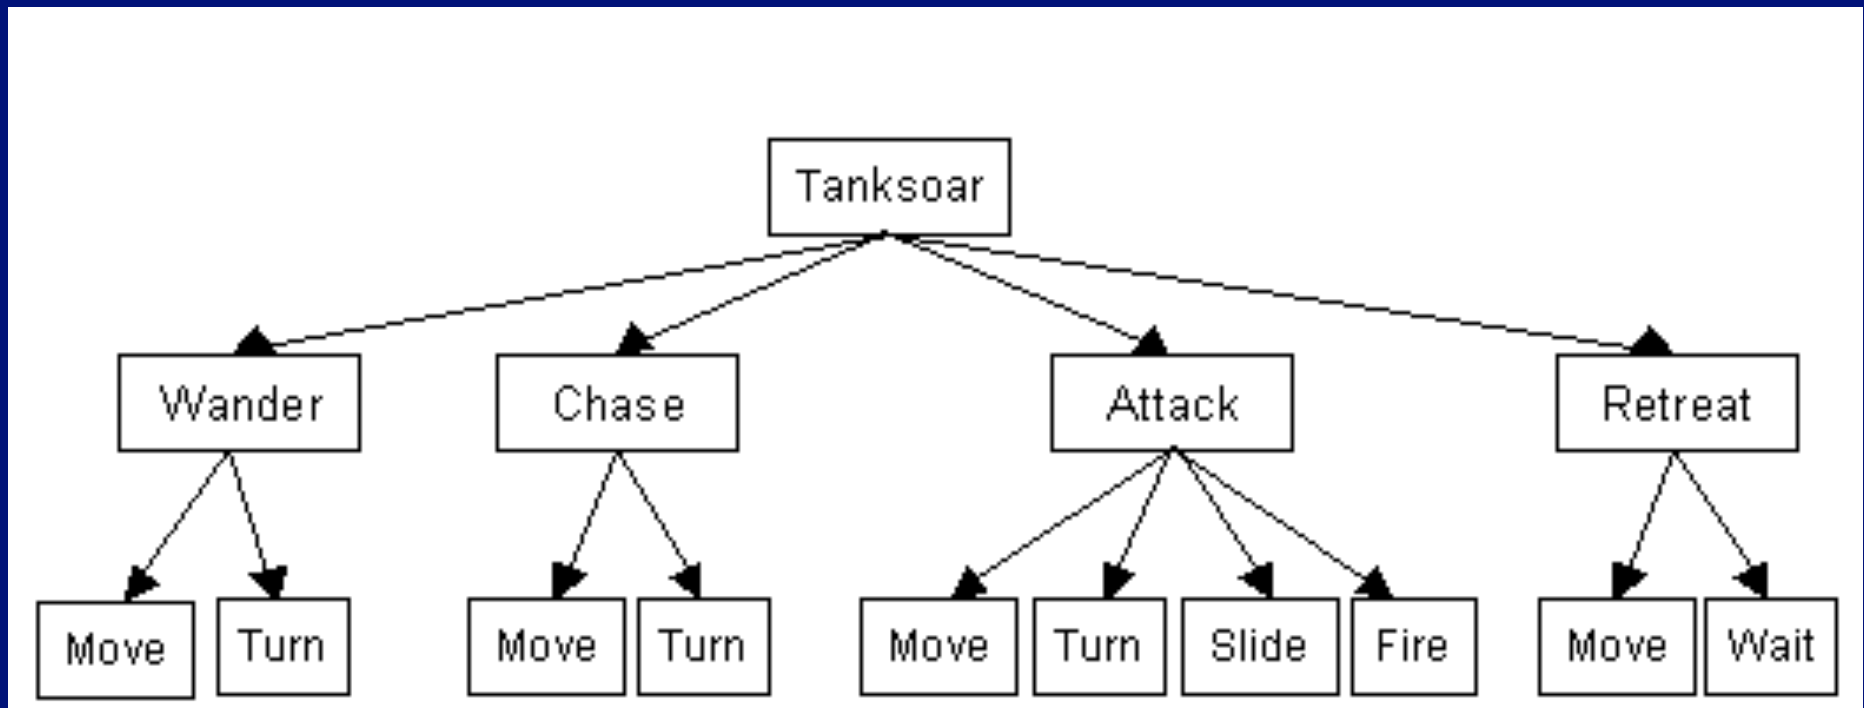 Tanksoar
Wander Chase Attack Retreat
Move Turn Move Turn Move Turn Slide Fire Move Wait